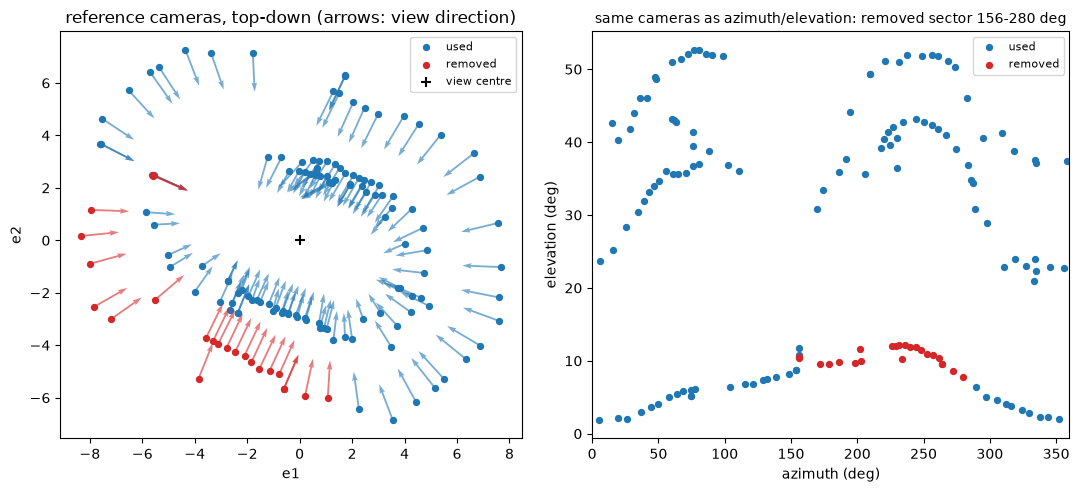 reference cameras, top-down (arrows: view direction)
used
removed
view centre
6
4
2
0
−2
−4
−6
e2
−8
−6
−4
−2
0
2
4
6
8
e1
same cameras as azimuth/elevation: removed sector 156-280 deg
used
removed
50
40
30
20
10
0
elevation (deg)
0
50
100
150
200
250
300
350
azimuth (deg)